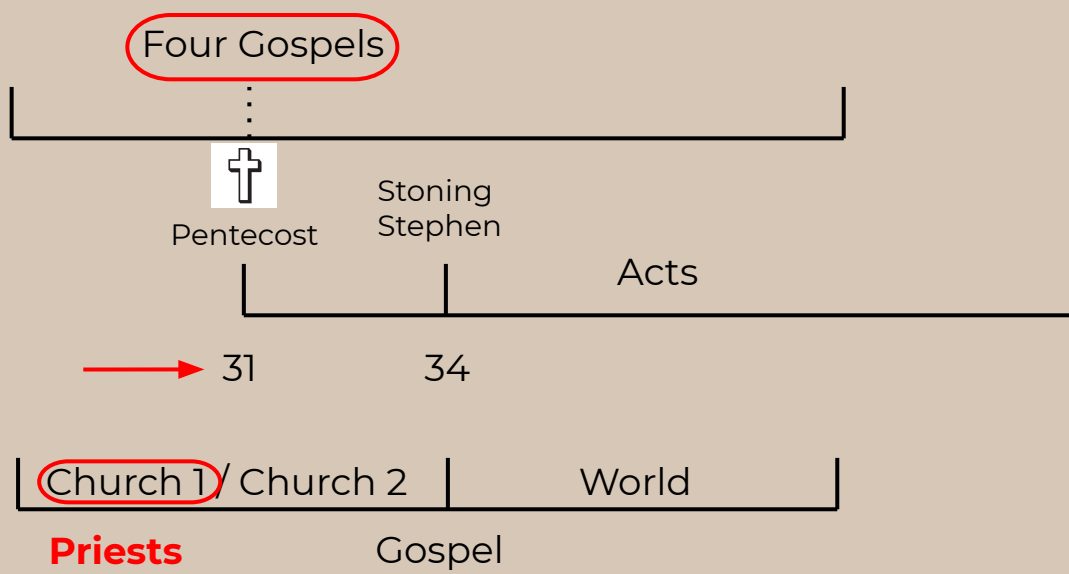 Four Gospels
Pentecost
Stoning
Stephen
Acts
31
34
Church 1 / Church 2
World
Priests
Gospel